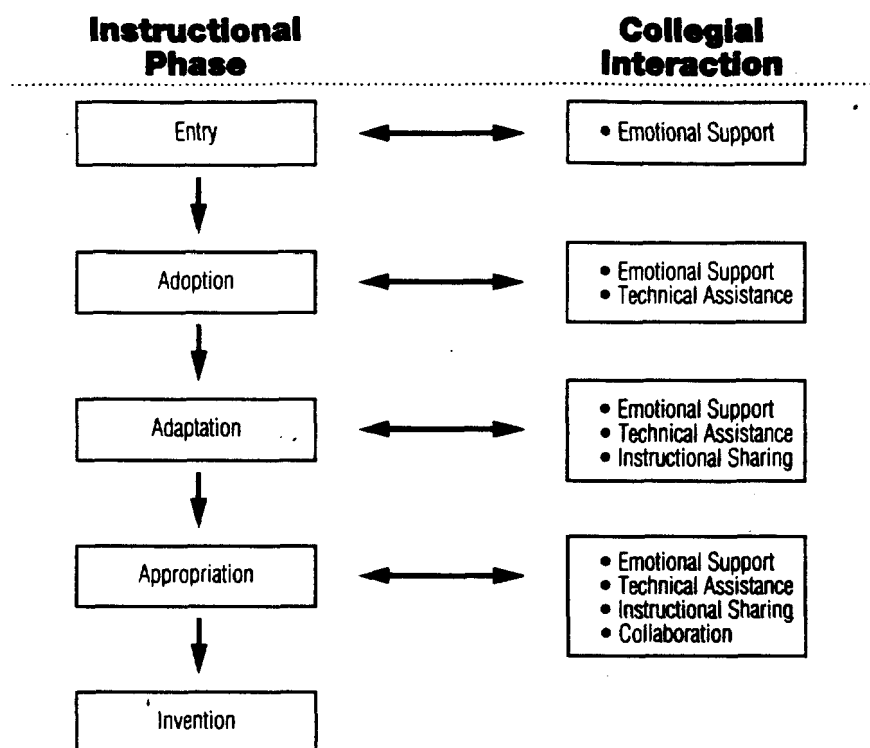 Instructional
Phase
Collegial
Interaction
Entry
• Emotional Support
Adoption
• Emotional Support
• Technical Assistance
Adaptation
• Emotional Support
• Technical Assistance
• Instructional Sharing
Appropriation
• Emotional Support
• Technical Assistance
• Instructional Sharing
• Collaboration
Invention